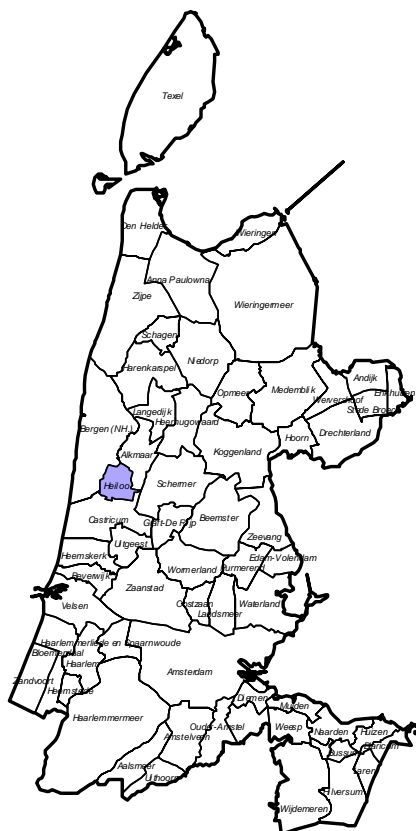 Texel
Den Helder
Wieringen
Anna Paulowna
Zijpe
Wieringermeer
Schagen
Niedorp
Harenkarspel
Andijk
Medemblik
Enkhuizen
Opmeer
Wervershoof
Stede Broec
Langedijk
Heerhugowaard
Bergen (NH.)
Drechterland
Hoorn
Koggenland
Alkmaar
Heiloo
Schermer
Beemster
Castricum
Graft-De Rijp
Zeevang
Uitgeest
Heemskerk
Edam-Volendam
Purmerend
Wormerland
Beverwijk
Zaanstad
Velsen
Oostzaan
Waterland
Landsmeer
Haarlemmerliede en Spaarnwoude
Bloemendaal
Haarlem
Amsterdam
Zandvoort
Heemstede
Diemen
Muiden
Haarlemmermeer
Ouder-Amstel
Weesp
Naarden
Huizen
Amstelveen
Blaricum
Bussum
Aalsmeer
Laren
Uithoorn
Hilversum
Wijdemeren